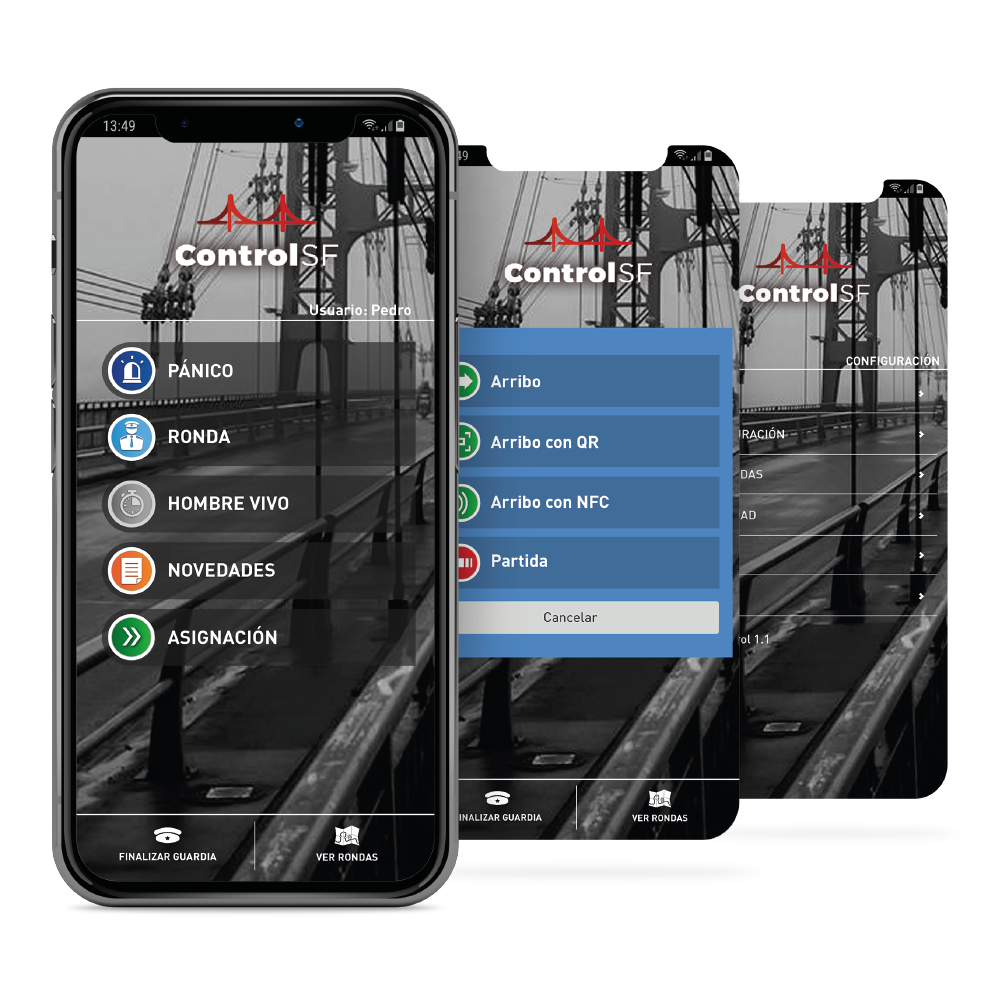 13:49
ControlSF
Usuario: Pedro
PÁNICO
RONDA
HOMBRE VIVO
NOVEDADES
ASIGNACIÓN
FINALIZAR GUARDIA
VER RONDAS
49
ControlSF
Arribo
Arribo con QR
Arribo con NFC
Partida
Cancelar
INALIZAR GUARDIA
VER RONDAS
ControlSF
CONFIGURACIÓN
RACIÓN
DAS
AD
ol 1.1